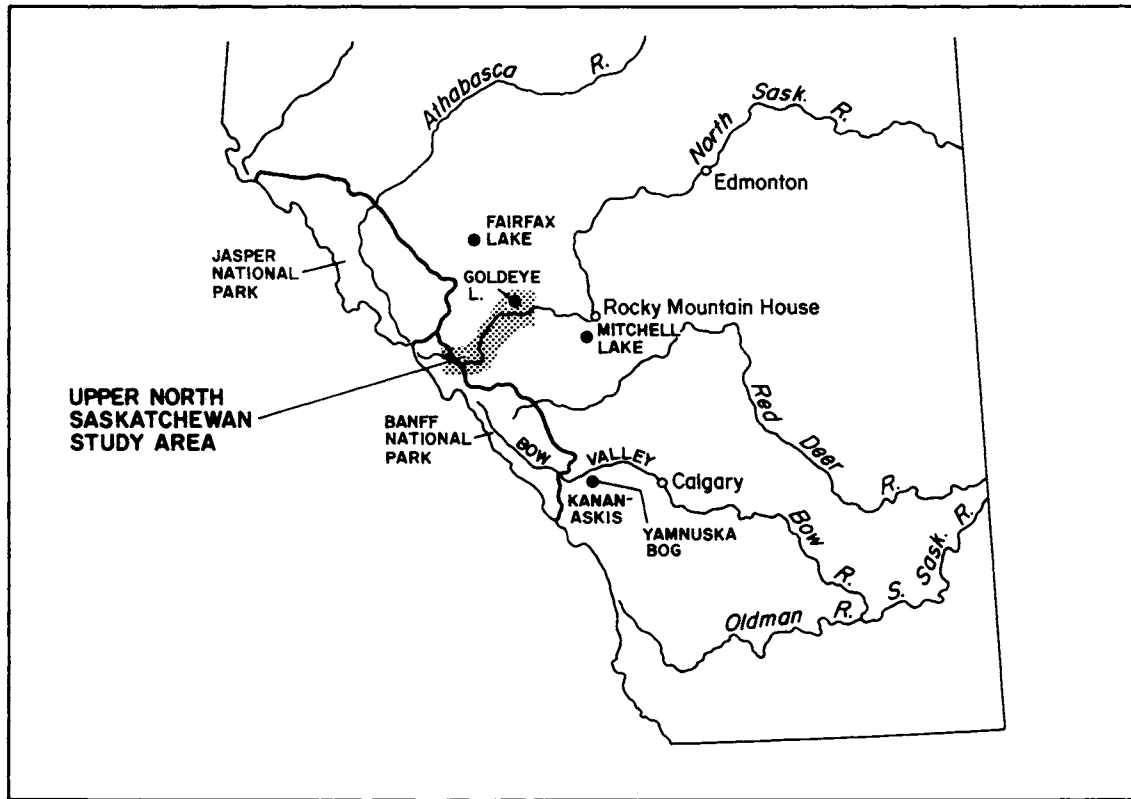 Athabasca R.
North Sask. R.
Edmonton
FAIRFAX
LAKE
JASPER
NATIONAL
PARK
GOLDEYE
L.
Rocky Mountain House
MITCHELL
LAKE
UPPER NORTH
SASKATCHEWAN
STUDY AREA
BANFF
NATIONAL
PARK
BOW VALLEY
Red Deer R.
Calgary
KANAN-
ASKIS
YAMNUSKA
BOG
Bow R.
S. Sask. R.
Oldman R.